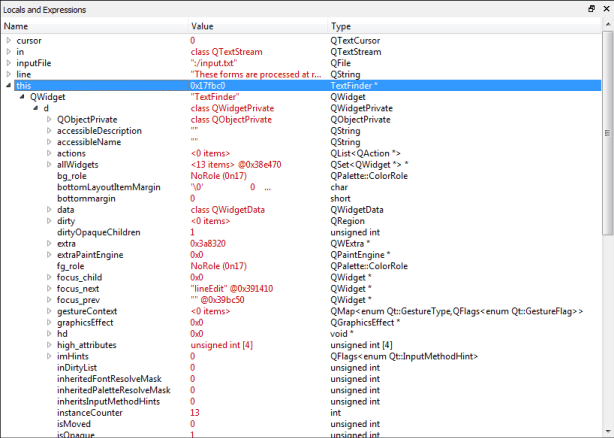 Locals and Expressions
Name Value Type
cursor 0 QTextCursor
in class QTextStream QTextStream
inputFile ":/input.txt" QFile
line "These forms are processed at r... QString
this 0x17fbc0 TextFinder *
QWidget "TextFinder" QWidget
d class QWidgetPrivate QWidgetPrivate
QObjectPrivate class QObjectPrivate QObjectPrivate
accessibleDescription "" QString
accessibleName "" QString
actions <0 items> QList<QAction *>
allWidgets <13 items> @0x38e470 QSet<QWidget *> *
bg_role NoRole (0n17) QPalette::ColorRole
bottomLayoutItemMargin '\0' 0 ... char
bottommargin 0 short
data class QWidgetData QWidgetData
dirty <0 items> QRegion
dirtyOpaqueChildren 1 unsigned int
extra 0x3a8320 QWExtra *
extraPaintEngine 0x0 QPaintEngine *
fg_role NoRole (0n17) QPalette::ColorRole
focus_child 0x0 QWidget *
focus_next "lineEdit" @0x391410 QWidget *
focus_prev "" @0x39bc50 QWidget *
gestureContext <0 items> QMap<enum Qt::GestureType,QFlags<enum Qt::GestureFlag>>
graphicsEffect 0x0 QGraphicsEffect *
hd 0x0 void *
high_attributes unsigned int [4] unsigned int [4]
imHints 0 QFlags<enum Qt::InputMethodHint>
inDirtyList 0 unsigned int
inheritedFontResolveMask 0 unsigned int
inheritedPaletteResolveMask 0 unsigned int
inheritsInputMethodHints 0 unsigned int
instanceCounter 13 int
isMoved 0 unsigned int
isOpaque 1 unsigned int